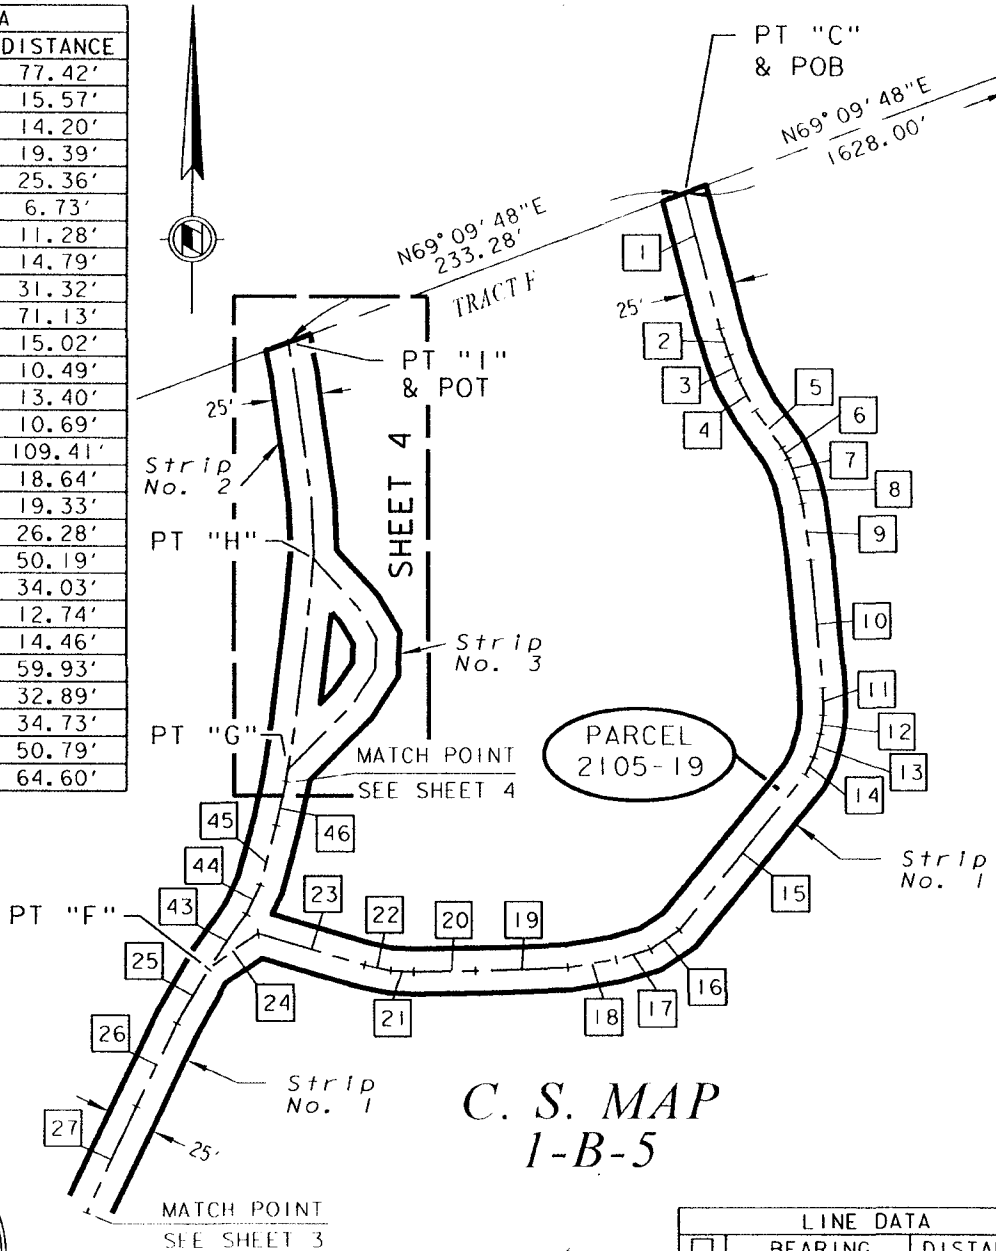 A
DISTANCE
77.42'
15.57'
14.20'
19.39'
25.36'
6.73'
11.28'
14.79'
31.32'
71.13'
15.02'
10.49'
13.40'
10.69'
109.41'
18.64'
19.33'
26.28'
50.19'
34.03'
12.74'
14.46'
59.93'
32.89'
34.73'
50.79'
64.60'
PT "C"
& POB
N69°09'48"E
1628.00'
N69°09'48"E
233.28'
TRACT F
1
25'
2
3
4
5
6
7
8
9
10
11
12
13
14
15
16
17
18
19
20
21
22
23
24
25
26
27
43
44
45
46
PT "I"
& POT
25'
Strip
No. 2
SHEET 4
PT "H"
Strip
No. 3
PT "G"
MATCH POINT
SEE SHEET 4
PARCEL
2105-19
Strip
No. 1
PT "F"
Strip
No. 1
25'
C. S. MAP
1-B-5
MATCH POINT
SEE SHEET 3
LINE DATA
BEARING